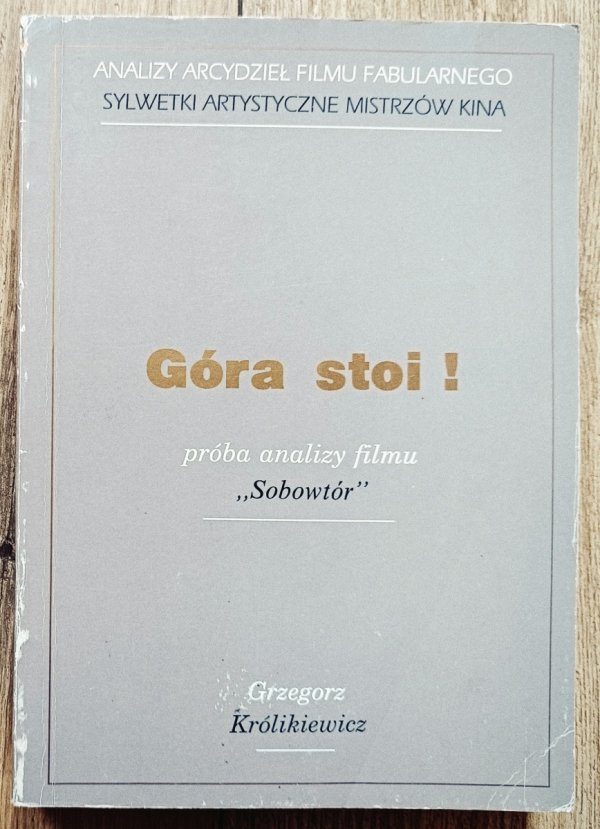 ANALIZY ARCYDZIEŁ FILMU FABULARNEGO
SYLWETKI ARTYSTYCZNE MISTRZÓW KINA
Góra stoi !
próba analizy filmu
,,Sobowtór”
Grzegorz
Królikiewicz